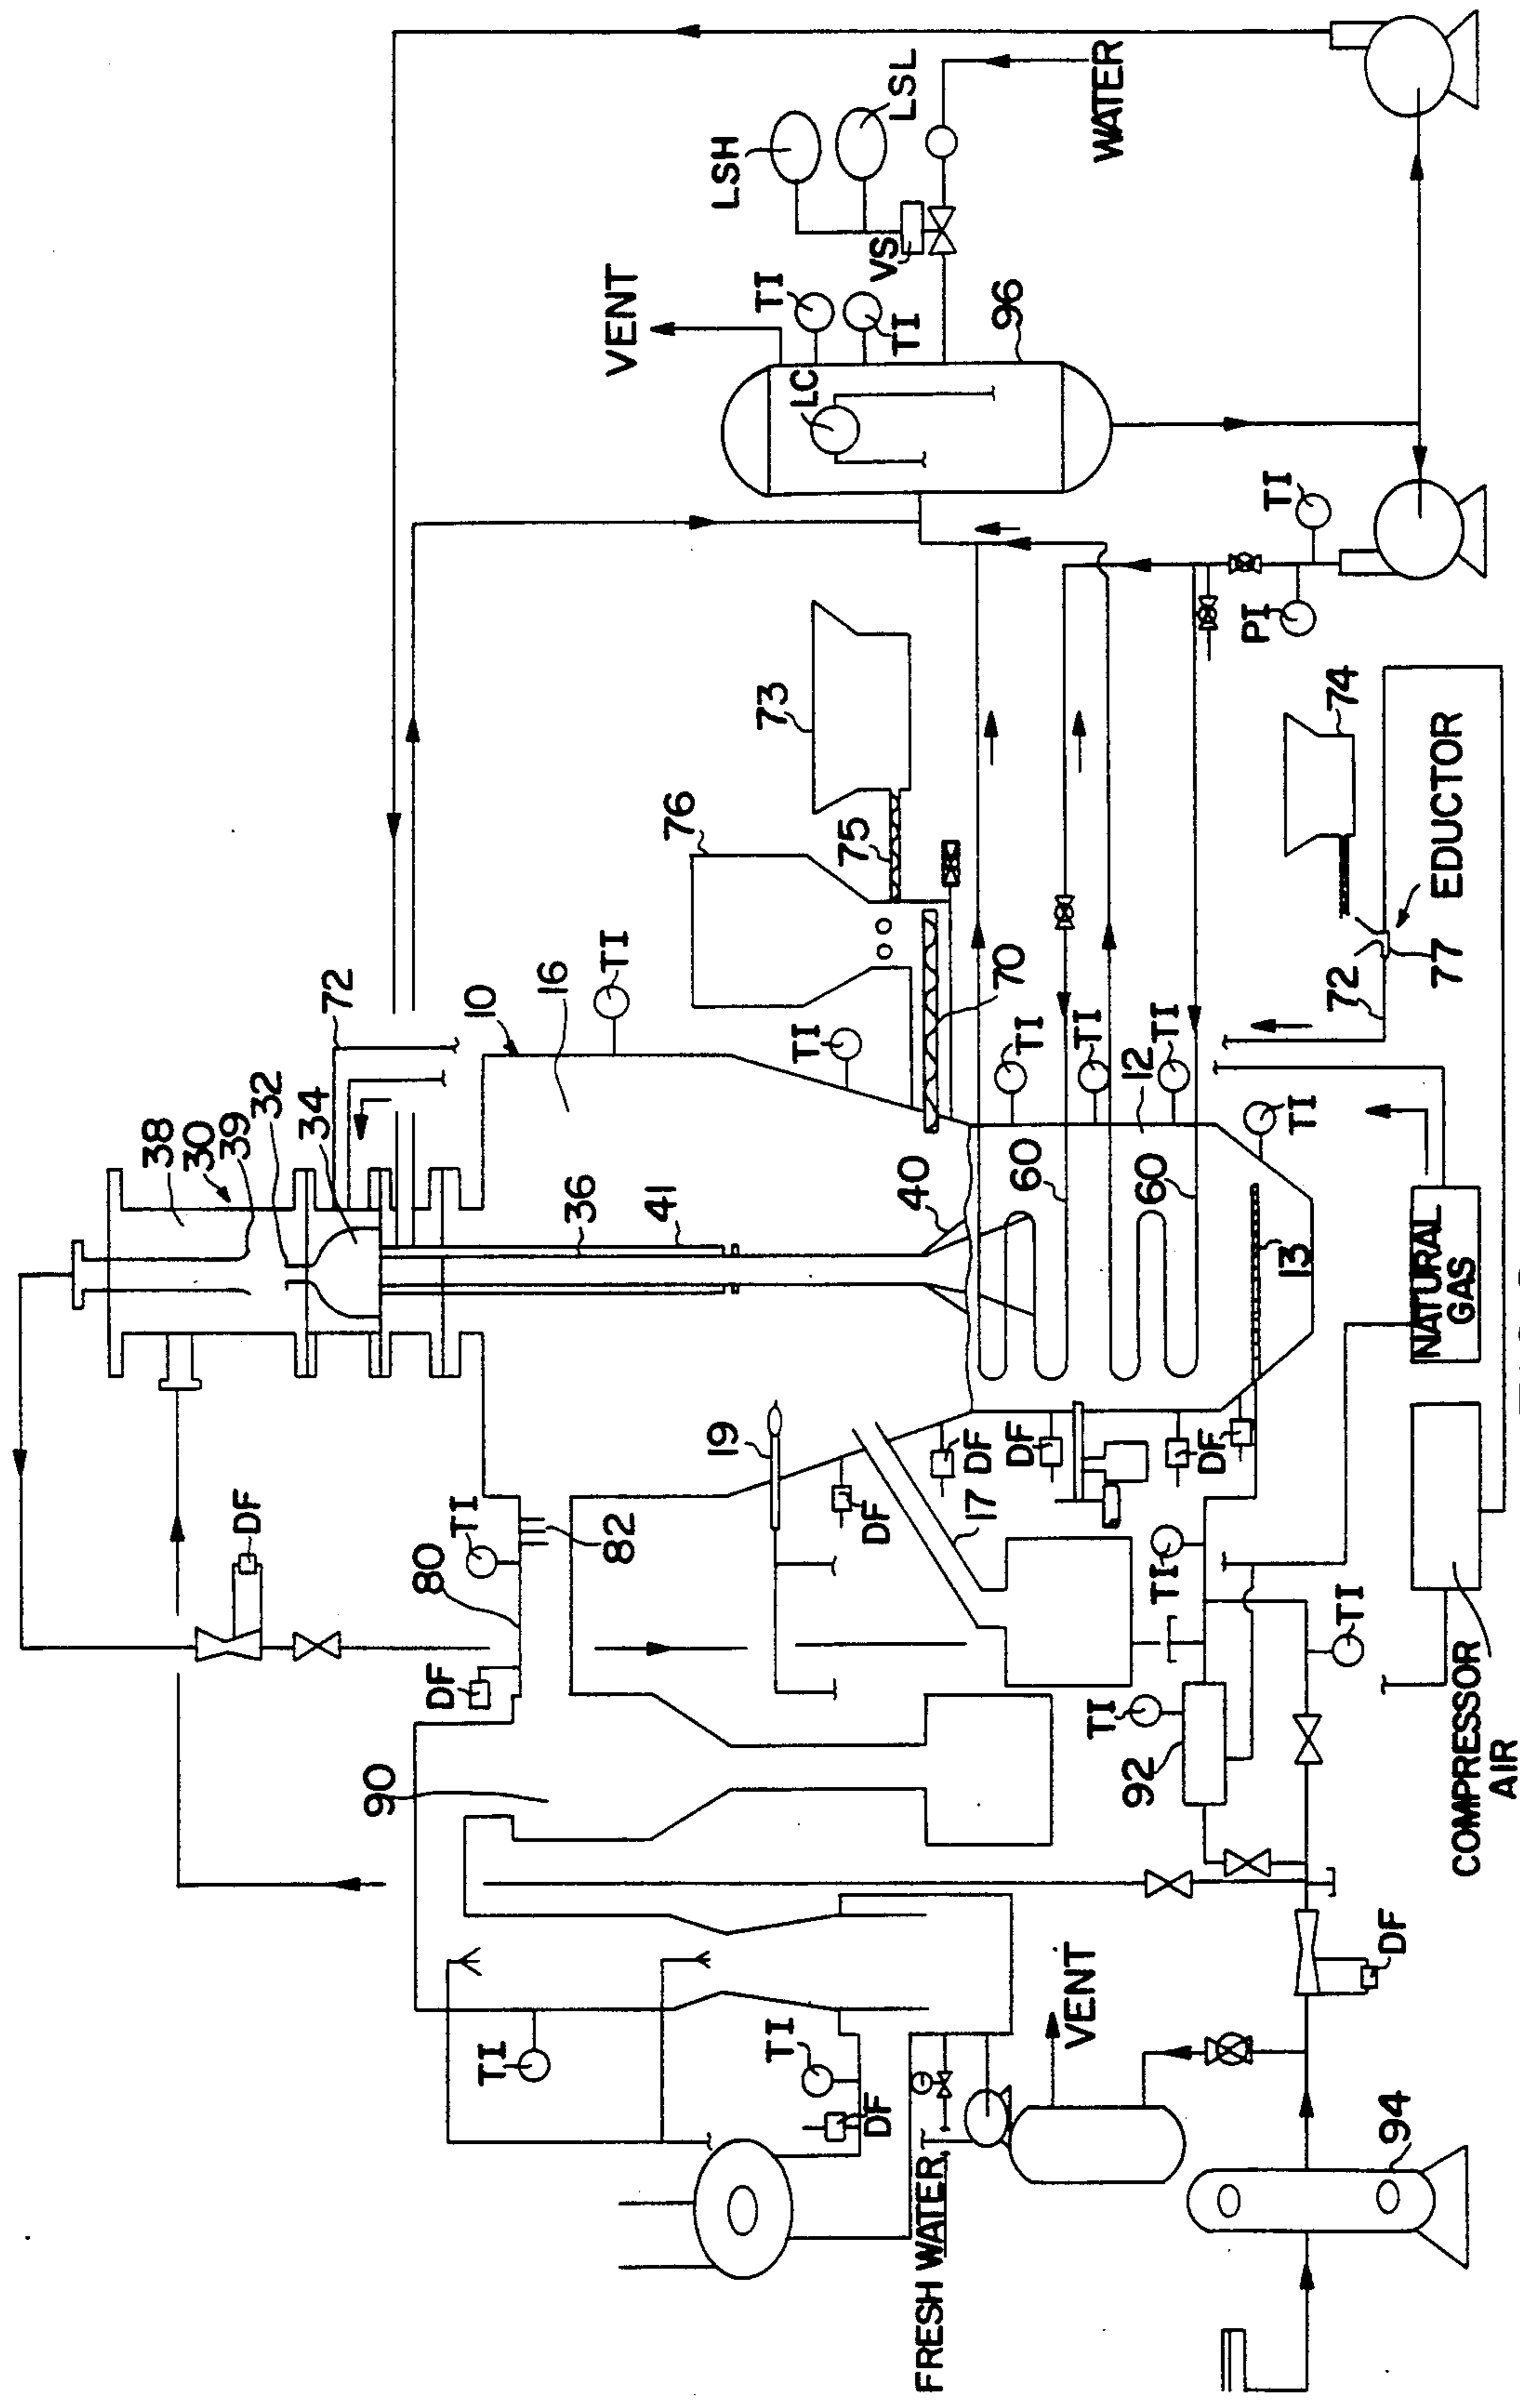 LSH
LSL
WATER
VENT
TI
VS
TI
LC
96
TI
PI
73
76
75
74
EDUCTOR
77
72
72
10
16
TI
TI
70
TI
TI
TI
12
TI
38
30
39
32
34
36
41
40
60
60
13
NATURAL
GAS
19
DF
DF
DF
DF
17
DF
80
TI
82
DF
TI
TI
TI
92
COMPRESSOR
AIR
90
DF
VENT
TI
TI
DF
FRESH WATER
94